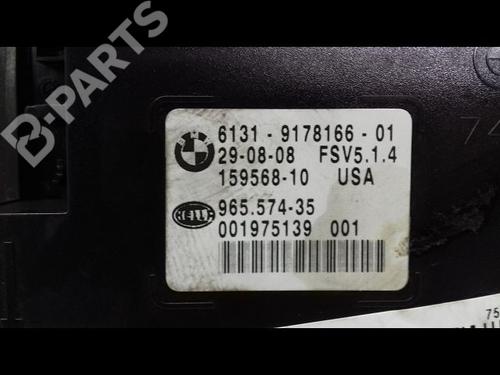 B-PARTS
6131 - 9178166 - 01
29-08-08 FSV5.1.4
159568-10 USA
HELLA
965.574-35
001975139 001
75